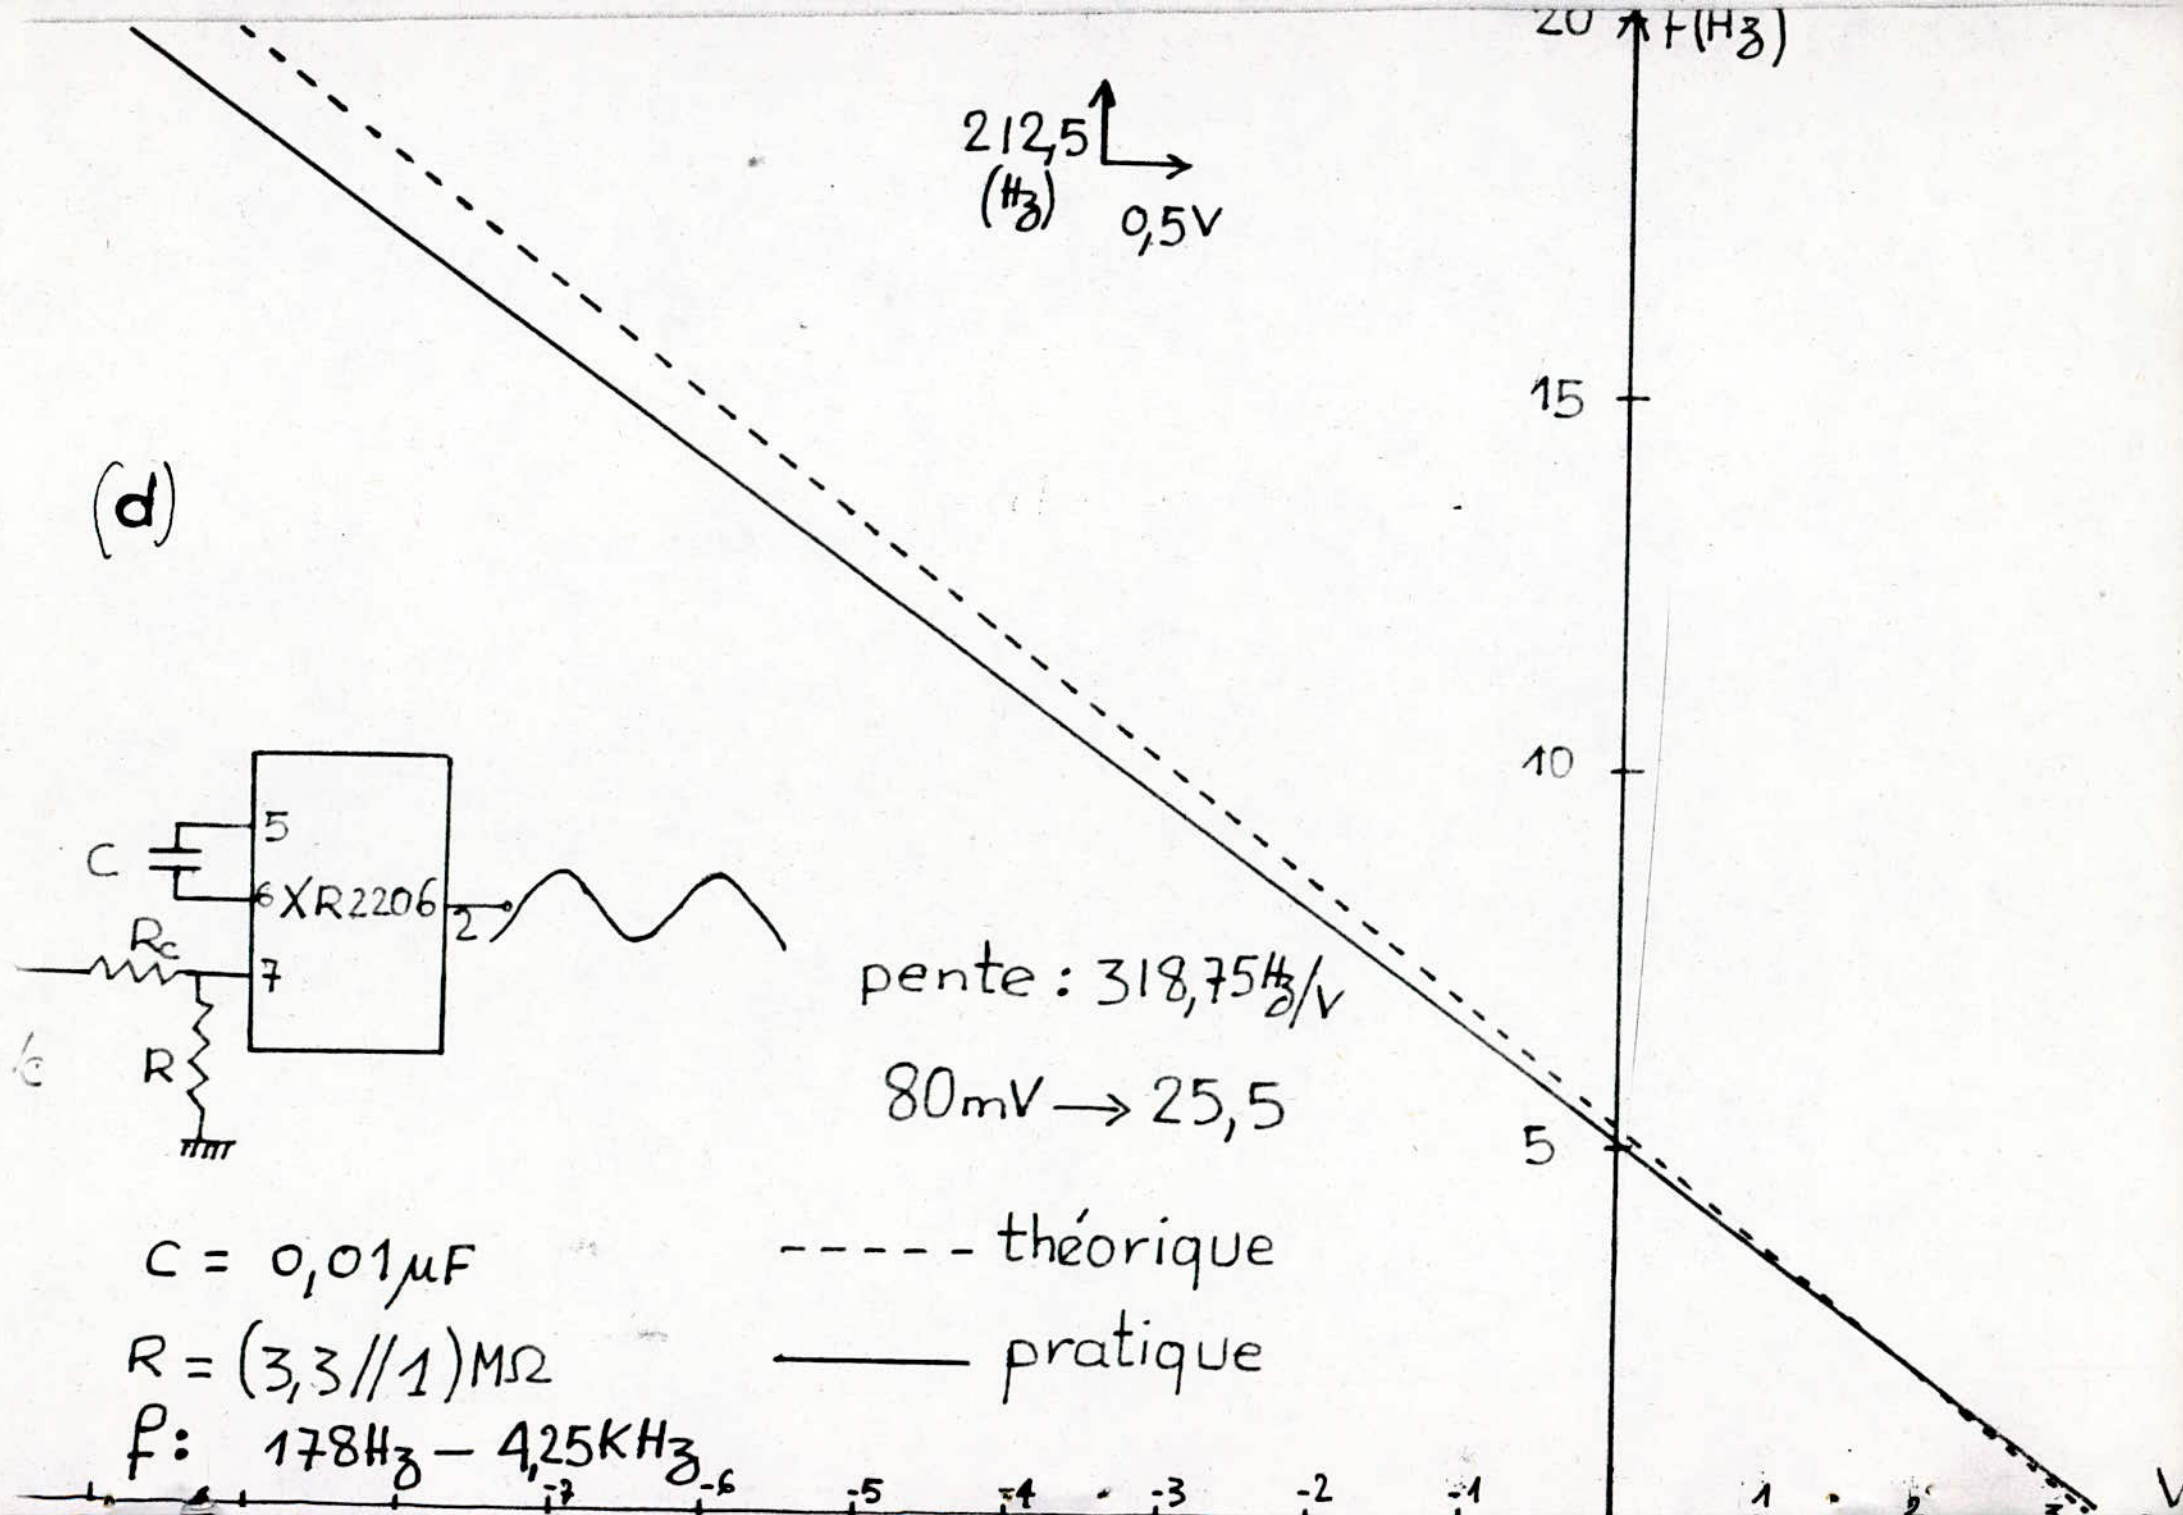 20 f(Hz)
212,5
(Hz) 0,5V
15
(d)
10
5
C
6 XR2206
2
Rc
7
R
pente : 318,75Hz/V
80mV → 25,5
5
C = 0,01µF
----- théorique
R = (3,3//1)MΩ
pratique
f: 178Hz – 4,25KHz
-7 -6 -5 -4 -3 -2 -1 1 2 3 V